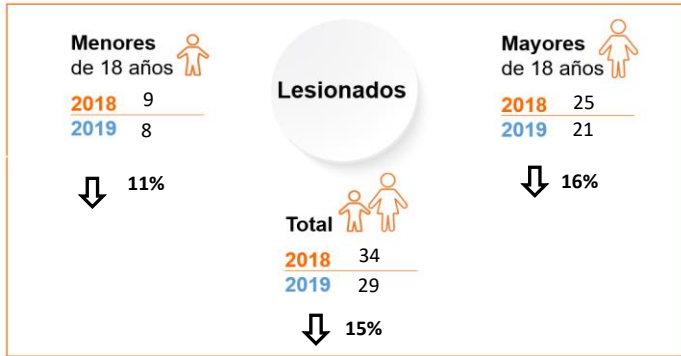 Menores
de 18 años
2018 9
2019 8
11%
Lesionados
Mayores
de 18 años
2018 25
2019 21
16%
Total
2018 34
2019 29
15%